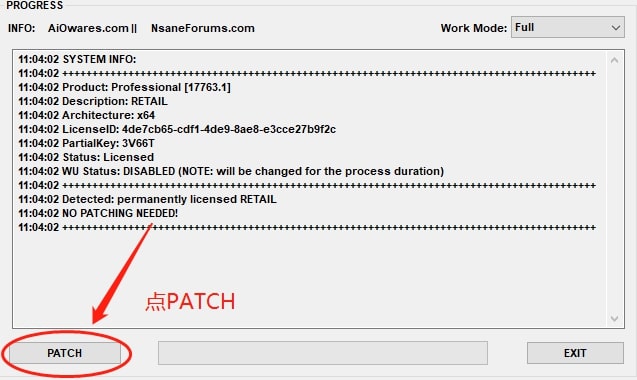 PROGRESS
INFO: AiOwares.com || NsaneForums.com Work Mode: Full
11:04:02 SYSTEM INFO:
11:04:02 ++++++++++++++++++++++++++++++++++++++++++++++++++++++++++++++++++++++++++++++++++++
11:04:02 Product: Professional [17763.1]
11:04:02 Description: RETAIL
11:04:02 Architecture: x64
11:04:02 LicenseID: 4de7cb65-cdf1-4de9-8ae8-e3cce27b9f2c
11:04:02 PartialKey: 3V66T
11:04:02 Status: Licensed
11:04:02 WU Status: DISABLED (NOTE: will be changed for the process duration)
11:04:02 ++++++++++++++++++++++++++++++++++++++++++++++++++++++++++++++++++++++++++++++++++++
11:04:02 Detected: permanently licensed RETAIL
11:04:02 NO PATCHING NEEDED!
11:04:02 ++++++++++++++++++++++++++++++++++++++++++++++++++++++++++++++++++++++++++++++++++++
点PATCH
PATCH EXIT